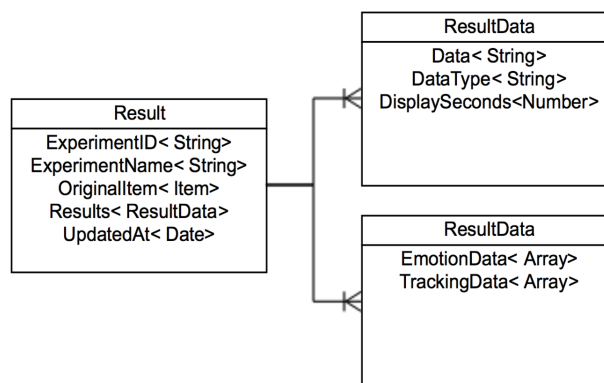 Result
ExperimentID< String>
ExperimentName< String>
OriginalItem< Item>
Results< ResultData>
UpdatedAt< Date>
ResultData
Data< String>
DataType< String>
DisplaySeconds<Number>
ResultData
EmotionData< Array>
TrackingData< Array>